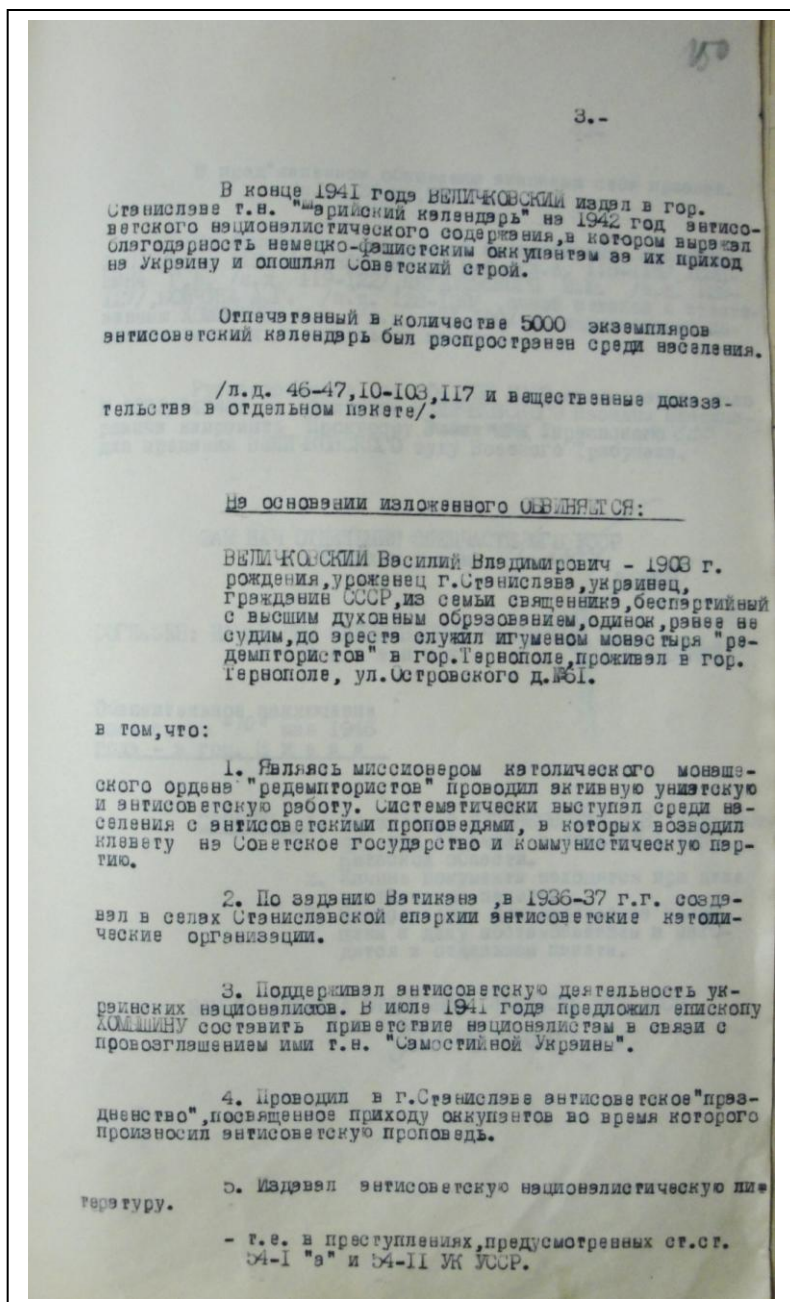 150
3.-
В конце 1941 года ВЕЛИЧКОВСКИЙ издал в гор.
Станиславе т.н. "Марийский календарь" на 1942 год антисо-
ветского националистического содержания,в котором выражал
благодарность немецко-фашистским оккупантам за их приход
на Украину и опошлял Советский строй.
Отпечатанный в количестве 5000 экземпляров
антисоветский календарь был распространен среди населения.
/л.д. 46-47,10-103,117 и вещественные доказа-
тельства в отдельном пакете/.
На основании изложенного ОБВИНЯЕТСЯ:
ВЕЛИЧКОВСКИЙ Василий Владимирович - 1903 г.
рождения,уроженец г.Станислава,украинец,
гражданин СССР,из семьи священника,беспартийный
с высшим духовным образованием,одинок,ранее не
судим,до ареста служил игуменом монастыря "ре-
демптористов" в гор.Тернополе,проживал в гор.
Тернополе, ул.Островского д.№61.
в том,что:
1. Являясь миссионером католического монаше-
ского ордена "редемптористов" проводил активную униатскую
и антисоветскую работу. Систематически выступал среди на-
селения с антисоветскими проповедями, в которых возводил
клевету на Советское государство и коммунистическую пар-
тию.
2. По заданию Ватикана ,в 1936-37 г.г. созда-
вал в селах Станиславской епархии антисоветские католи-
ческие организации.
3. Поддерживал антисоветскую деятельность ук-
раинских националистов. В июле 1941 года предложил епископу
ХОМЫШИНУ составить приветствие националистам в связи с
провозглашением ими т.н. "Самостийной Украины".
4. Проводил в г.Станиславе антисоветское"праз-
днество",посвященное приходу оккупантов во время которого
произносил антисоветскую проповедь.
5. Издавал антисоветскую националистическую ли-
тературу.
- т.е. в преступлениях,предусмотренных ст.ст.
54-I "а" и 54-II УК УССР.